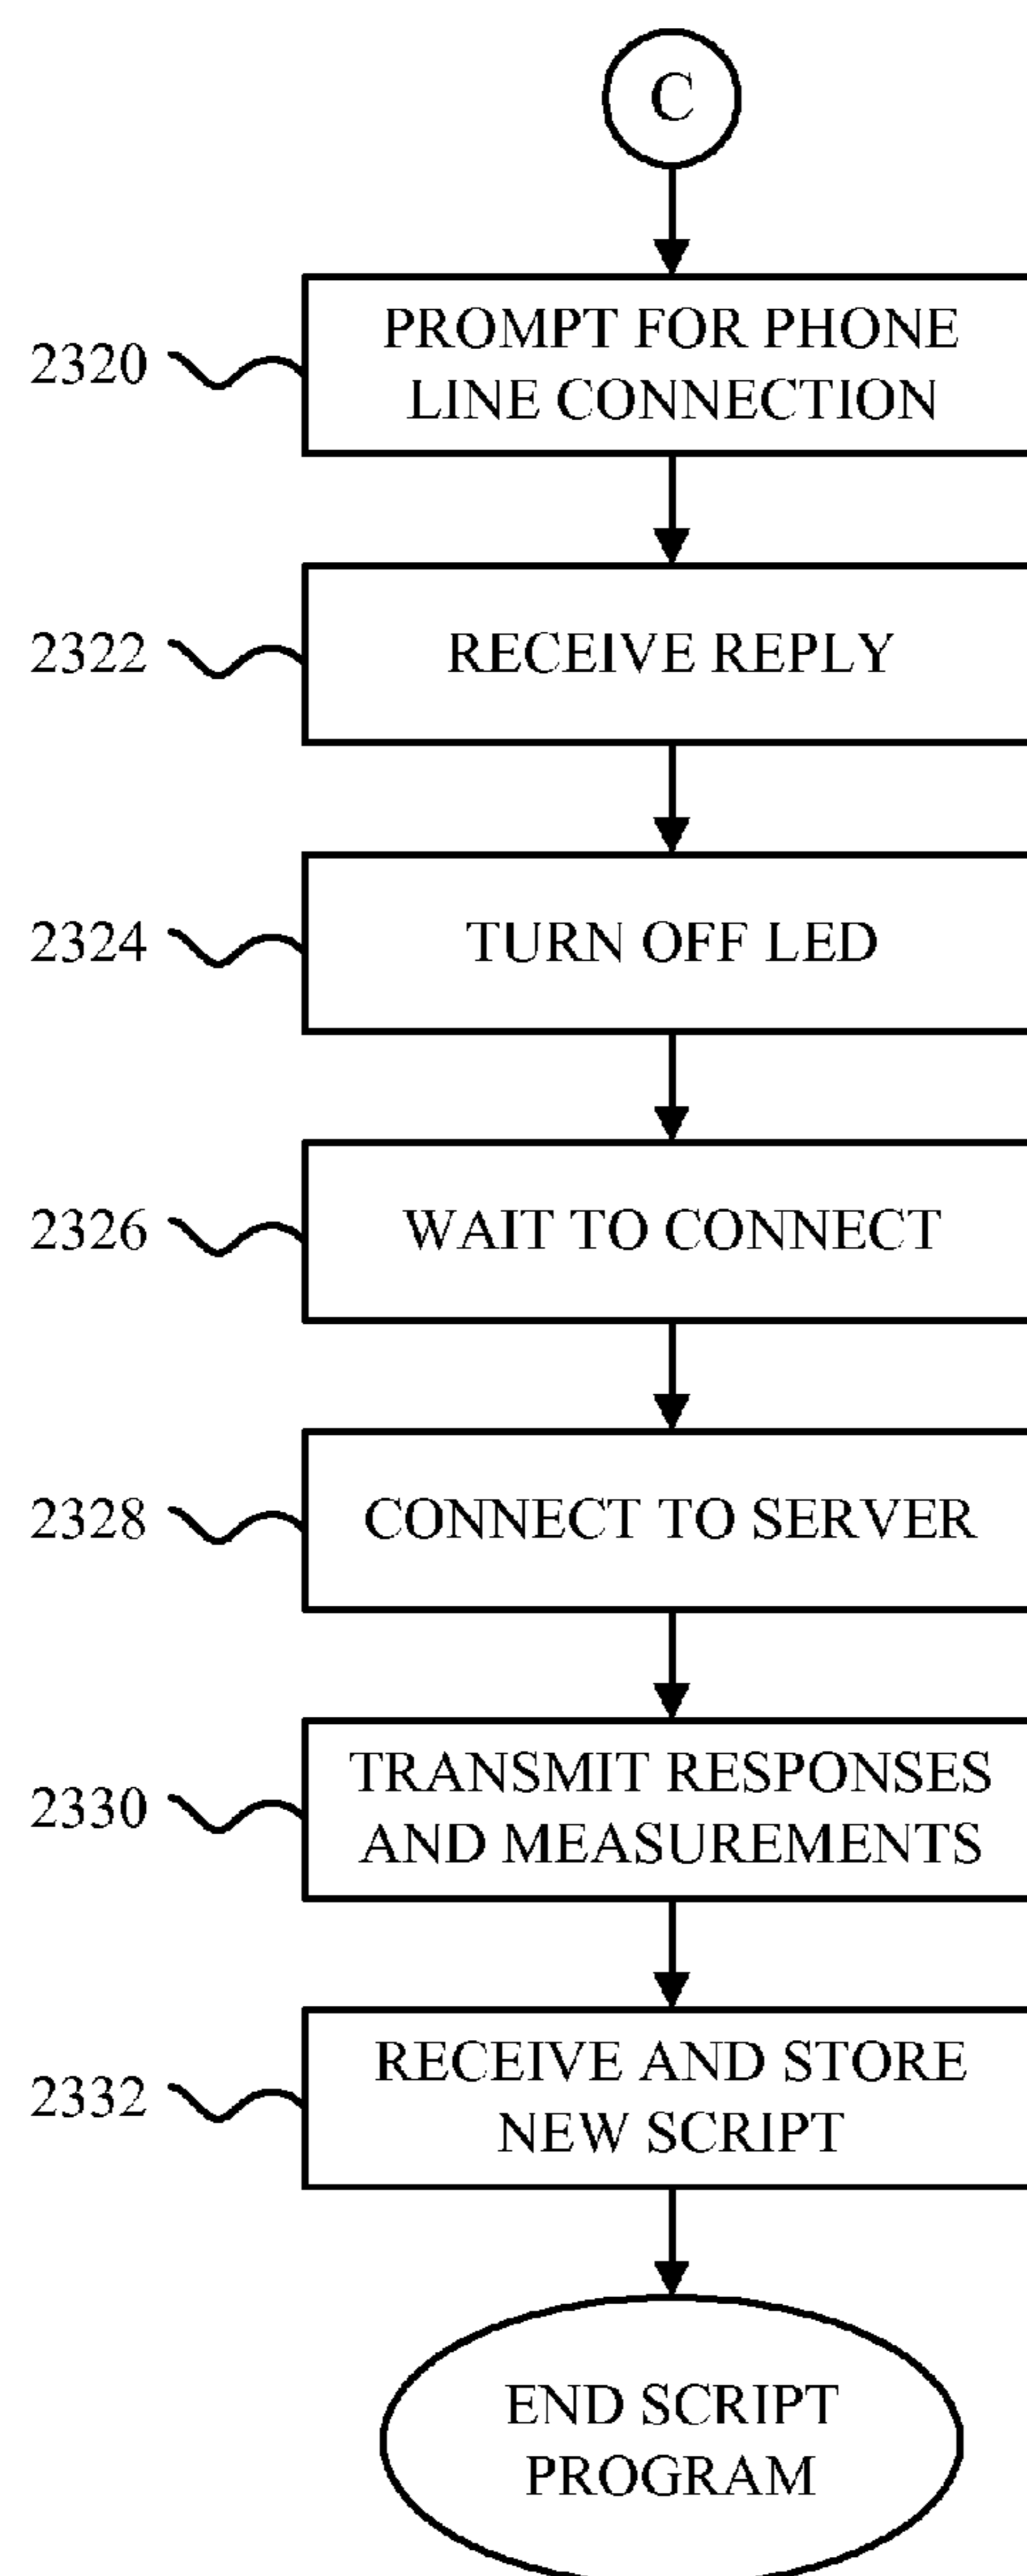 C
PROMPT FOR PHONE
LINE CONNECTION
2320
RECEIVE REPLY
2322
TURN OFF LED
2324
WAIT TO CONNECT
2326
CONNECT TO SERVER
2328
TRANSMIT RESPONSES
AND MEASUREMENTS
2330
RECEIVE AND STORE
NEW SCRIPT
2332
END SCRIPT
PROGRAM